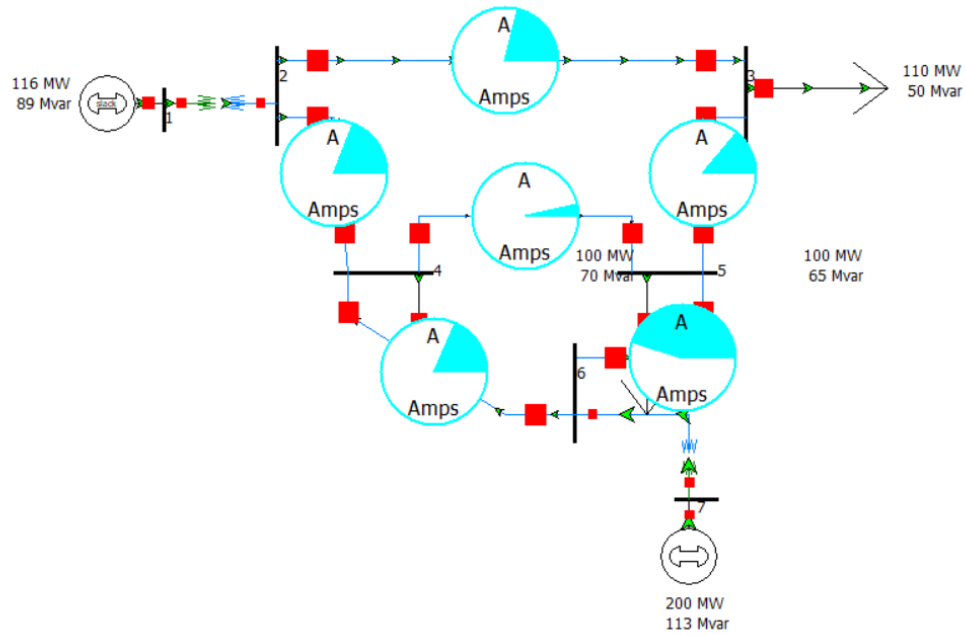 A
2
3
110 MW
50 Mvar
116 MW
89 Mvar
slack
1
Amps
A
Amps
A
Amps
A
Amps
4
100 MW
70 Mvar
5
100 MW
65 Mvar
A
Amps
6
A
Amps
7
200 MW
113 Mvar